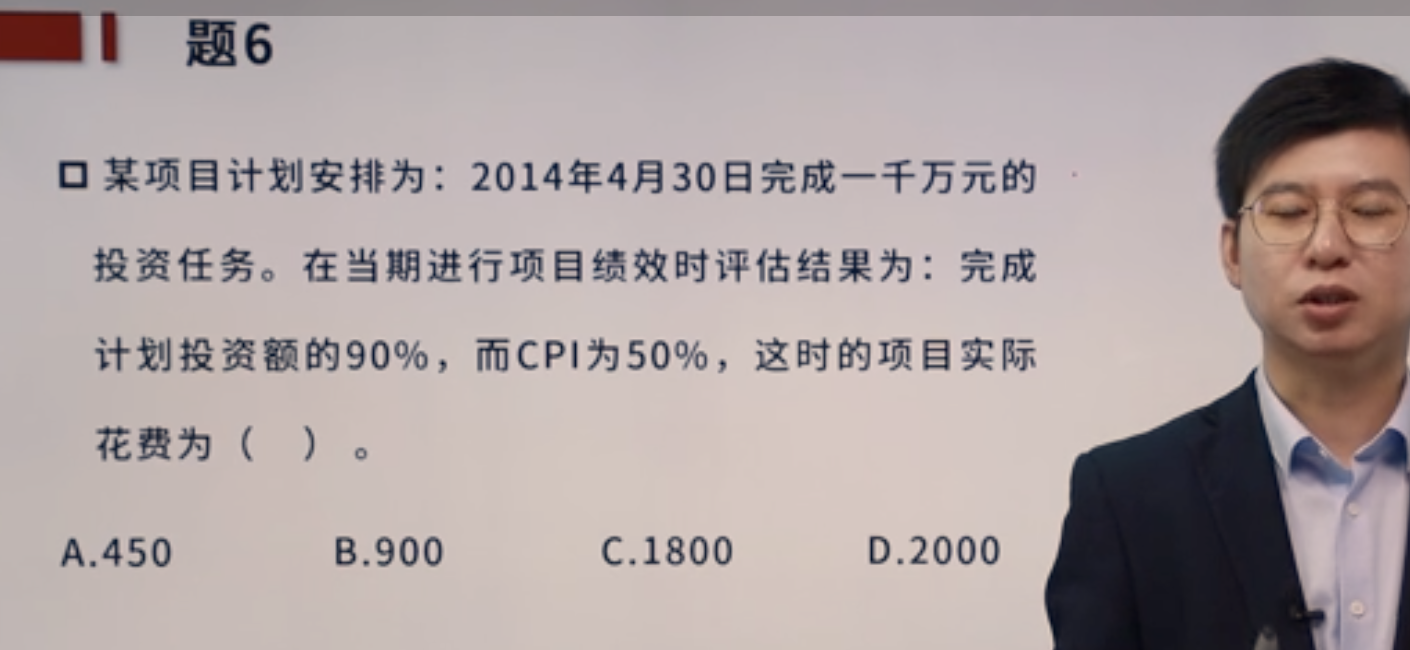 题6
某项目计划安排为：2014年4月30日完成一千万元的
投资任务。在当期进行项目绩效时评估结果为：完成
计划投资额的90%，而CPI为50%，这时的项目实际
花费为（ ）。
A.450 B.900 C.1800 D.2000